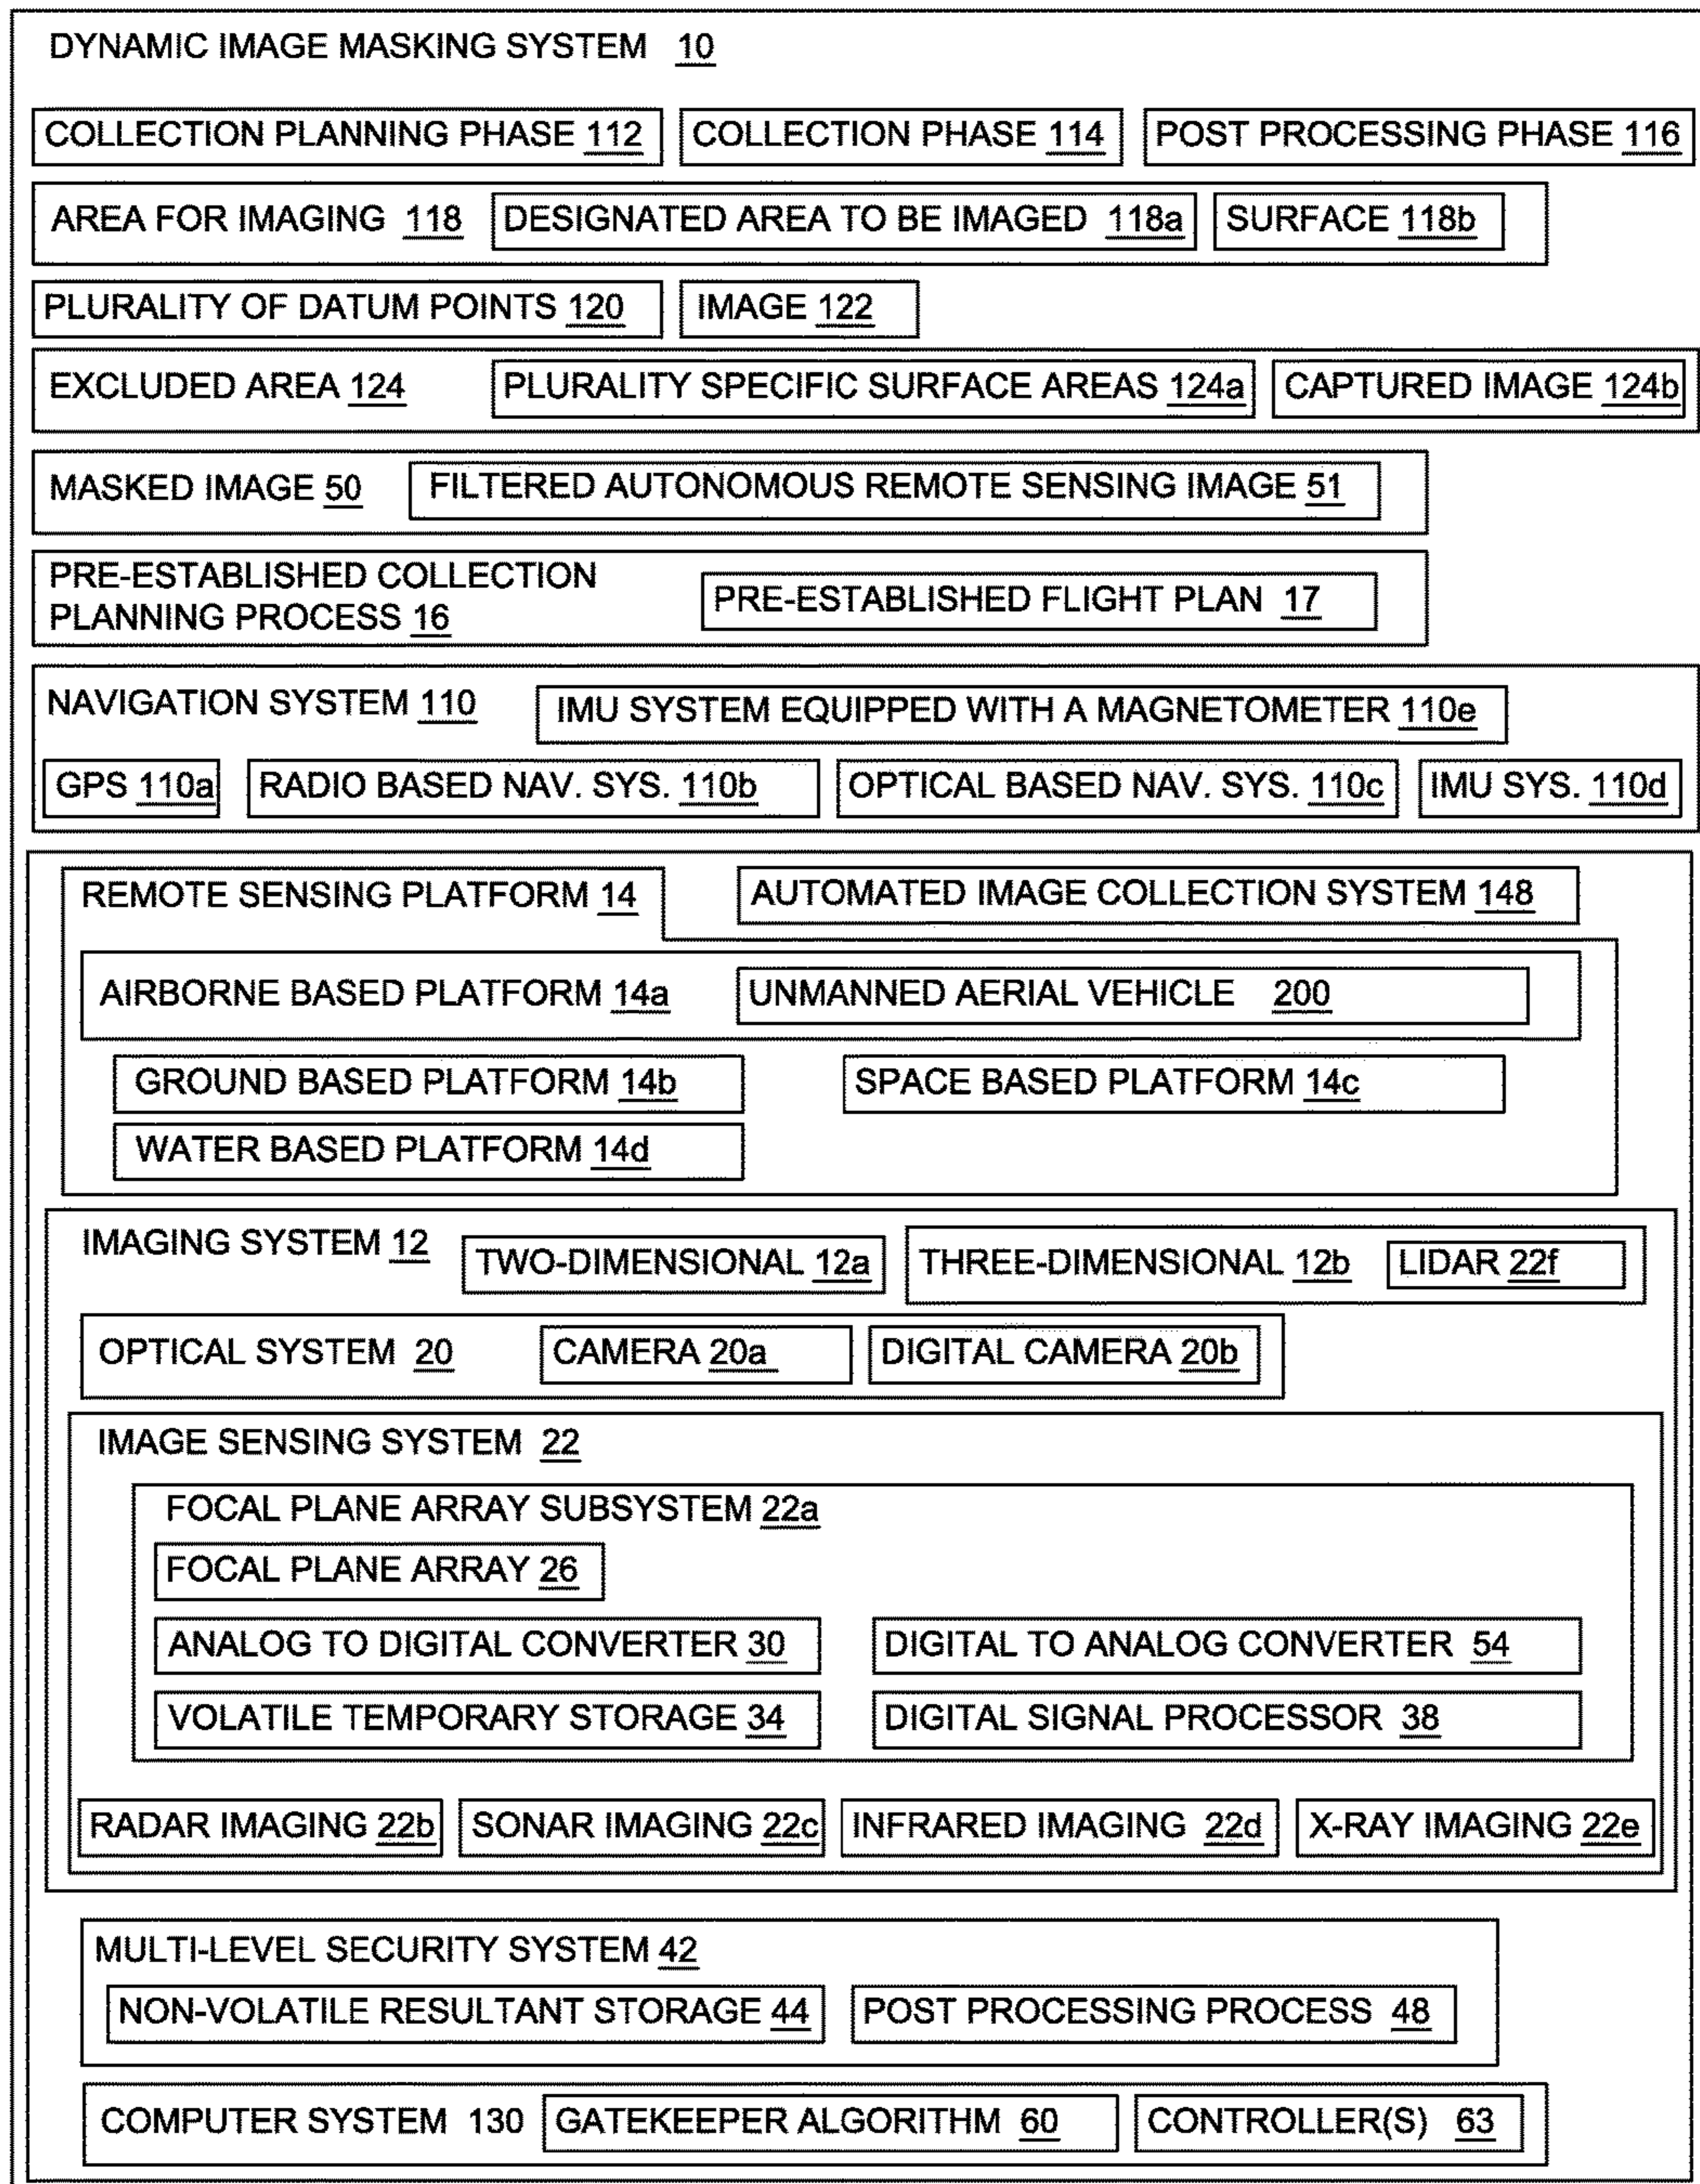 DYNAMIC IMAGE MASKING SYSTEM 10
COLLECTION PLANNING PHASE 112 COLLECTION PHASE 114 POST PROCESSING PHASE 116
AREA FOR IMAGING 118 DESIGNATED AREA TO BE IMAGED 118a SURFACE 118b
PLURALITY OF DATUM POINTS 120 IMAGE 122
EXCLUDED AREA 124 PLURALITY SPECIFIC SURFACE AREAS 124a CAPTURED IMAGE 124b
MASKED IMAGE 50 FILTERED AUTONOMOUS REMOTE SENSING IMAGE 51
PRE-ESTABLISHED COLLECTION
PLANNING PROCESS 16
PRE-ESTABLISHED FLIGHT PLAN 17
NAVIGATION SYSTEM 110 IMU SYSTEM EQUIPPED WITH A MAGNETOMETER 110e
GPS 110a RADIO BASED NAV. SYS. 110b OPTICAL BASED NAV. SYS. 110c IMU SYS. 110d
REMOTE SENSING PLATFORM 14 AUTOMATED IMAGE COLLECTION SYSTEM 148
AIRBORNE BASED PLATFORM 14a UNMANNED AERIAL VEHICLE 200
GROUND BASED PLATFORM 14b SPACE BASED PLATFORM 14c
WATER BASED PLATFORM 14d
IMAGING SYSTEM 12 TWO-DIMENSIONAL 12a THREE-DIMENSIONAL 12b LIDAR 22f
OPTICAL SYSTEM 20 CAMERA 20a DIGITAL CAMERA 20b
IMAGE SENSING SYSTEM 22
FOCAL PLANE ARRAY SUBSYSTEM 22a
FOCAL PLANE ARRAY 26
ANALOG TO DIGITAL CONVERTER 30 DIGITAL TO ANALOG CONVERTER 54
VOLATILE TEMPORARY STORAGE 34 DIGITAL SIGNAL PROCESSOR 38
RADAR IMAGING 22b SONAR IMAGING 22c INFRARED IMAGING 22d X-RAY IMAGING 22e
MULTI-LEVEL SECURITY SYSTEM 42
NON-VOLATILE RESULTANT STORAGE 44 POST PROCESSING PROCESS 48
COMPUTER SYSTEM 130 GATEKEEPER ALGORITHM 60 CONTROLLER(S) 63